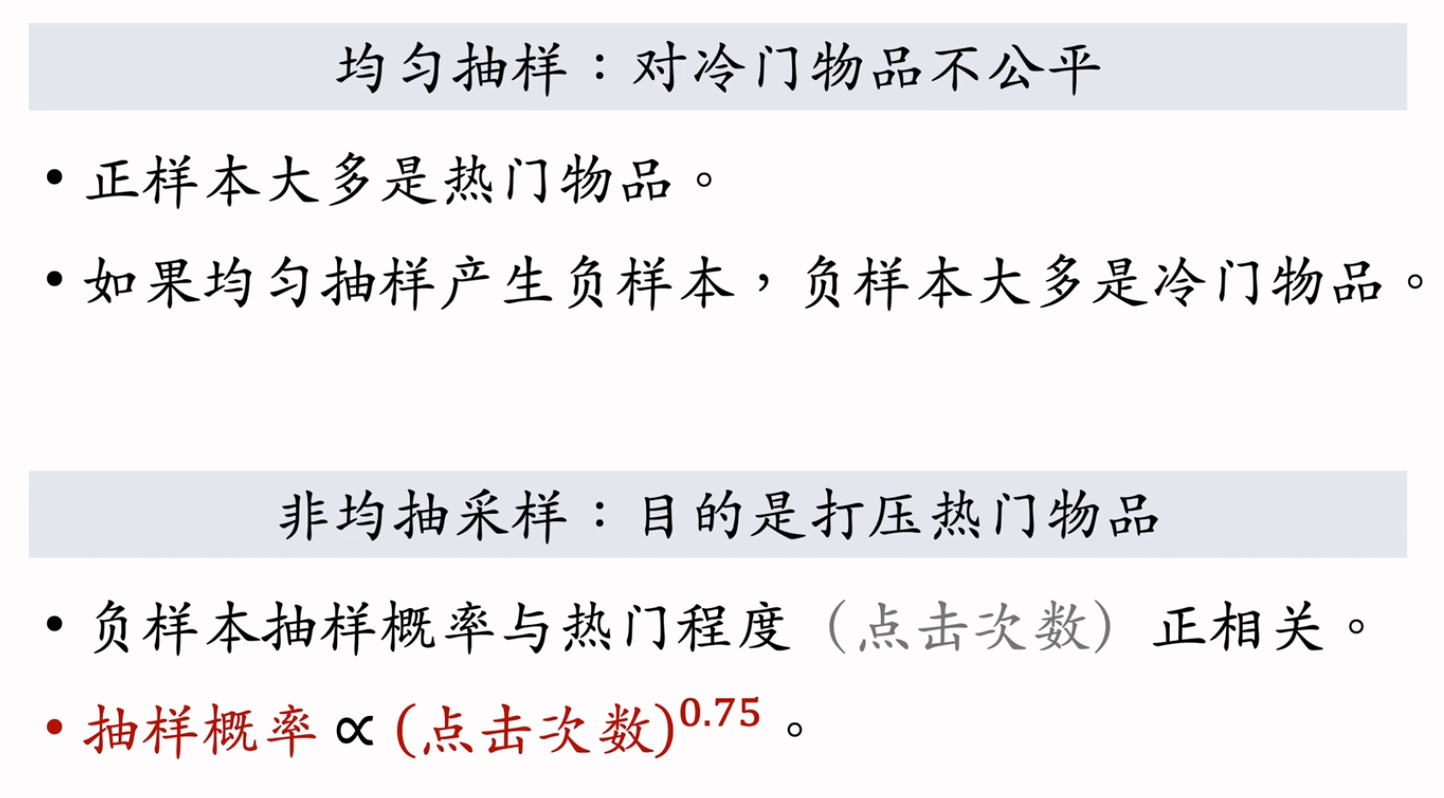 均匀抽样：对冷门物品不公平
• 正样本大多是热门物品。
• 如果均匀抽样产生负样本，负样本大多是冷门物品。
非均抽采样：目的是打压热门物品
• 负样本抽样概率与热门程度（点击次数）正相关。
• 抽样概率 ∝ (点击次数)^0.75 。